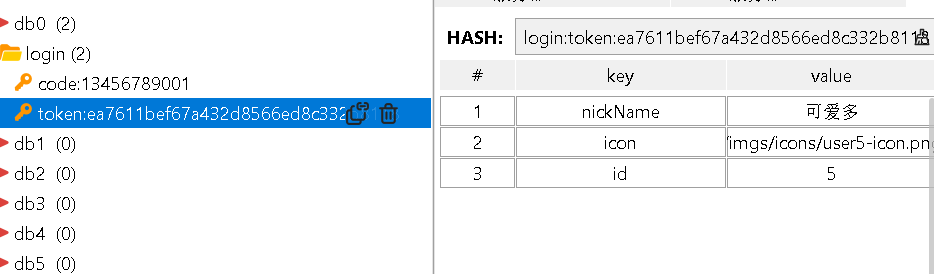 db0 (2)
login (2)
code:13456789001
token:ea7611bef67a432d8566ed8c332
db1 (0)
db2 (0)
db3 (0)
db4 (0)
db5 (0)
HASH: login:token:ea7611bef67a432d8566ed8c332b811
# key value
1 nickName 可爱多
2 icon /imgs/icons/user5-icon.png
3 id 5